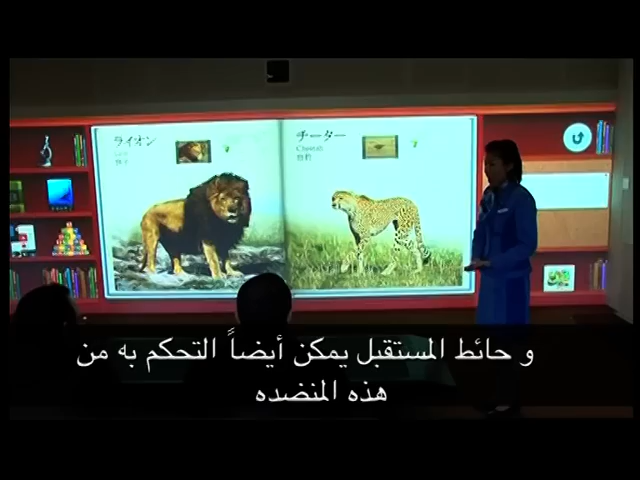 ライオン
チーター
Cheetah
و حائط المستقبل يمكن أيضاً التحكم به من
هذه المنضده